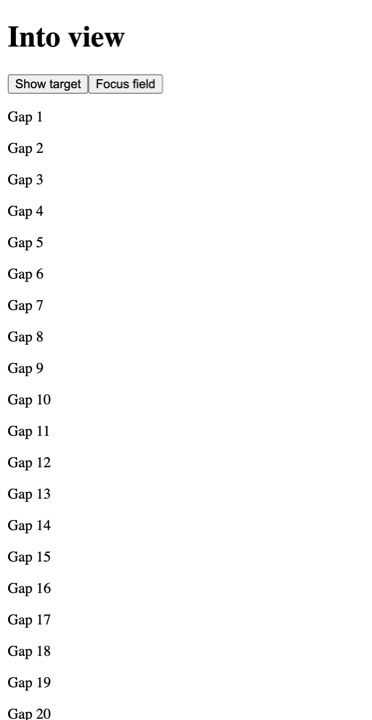 Into view
Show target Focus field
Gap 1
Gap 2
Gap 3
Gap 4
Gap 5
Gap 6
Gap 7
Gap 8
Gap 9
Gap 10
Gap 11
Gap 12
Gap 13
Gap 14
Gap 15
Gap 16
Gap 17
Gap 18
Gap 19
Gap 20